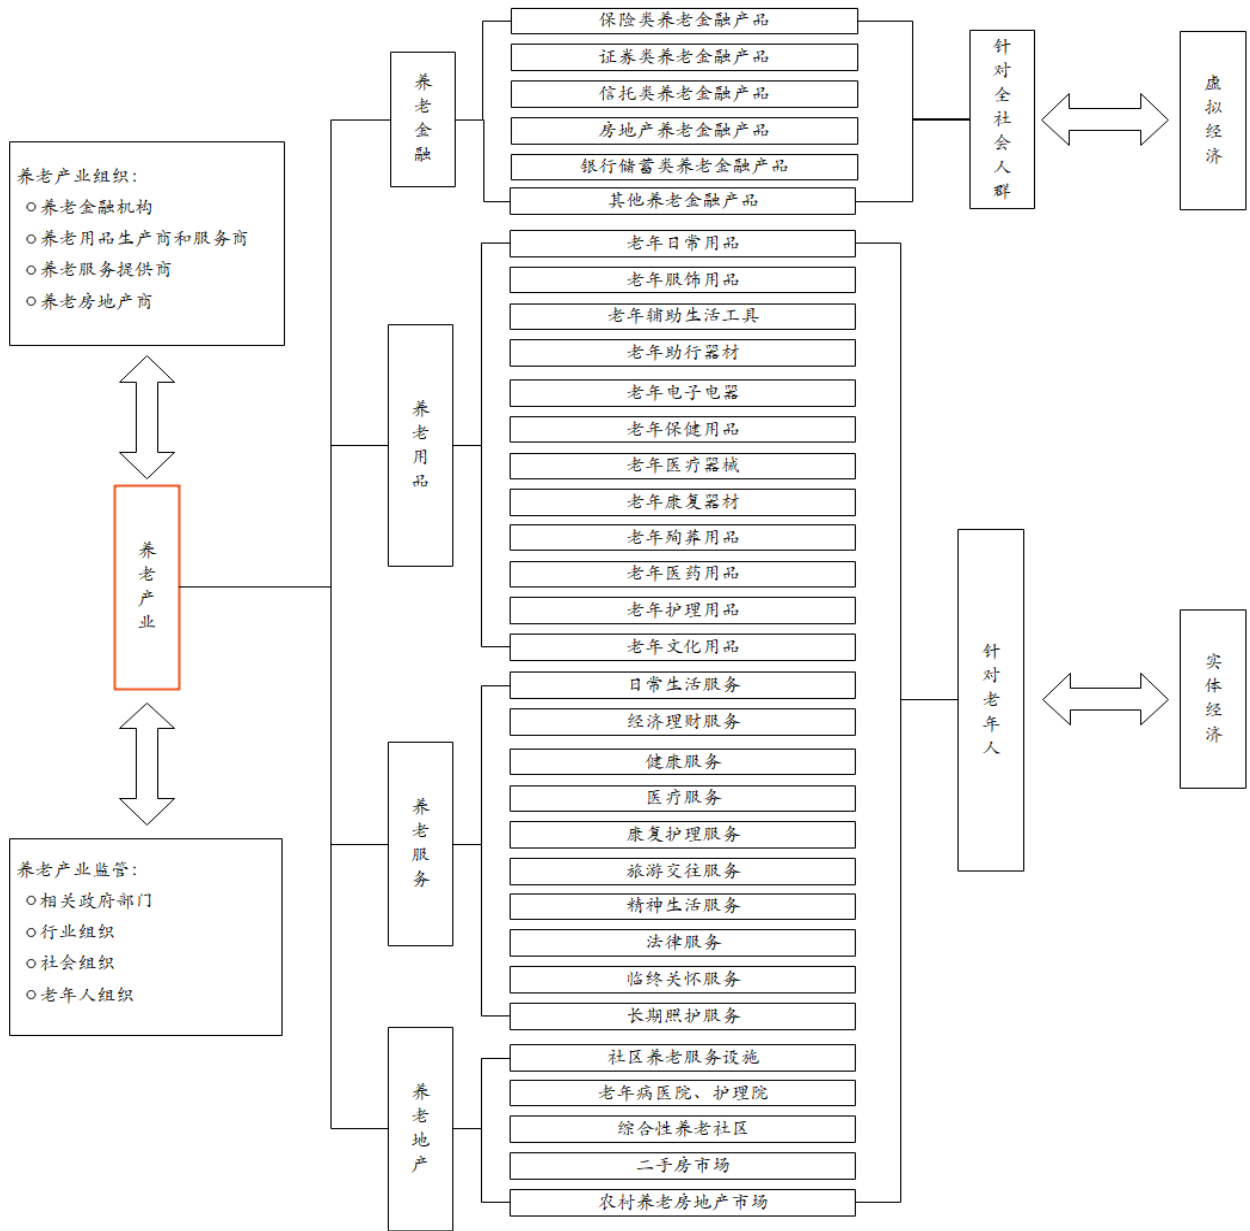 养老产业组织：
养老金融机构
养老用品生产商和服务商
养老服务提供商
养老房地产商
养老产业
养老产业监管：
相关政府部门
行业组织
社会组织
老年人组织
养老金融
保险类养老金融产品
证券类养老金融产品
信托类养老金融产品
房地产养老金融产品
银行储蓄类养老金融产品
其他养老金融产品
针对全社会人群
虚拟经济
养老用品
老年日常用品
老年服饰用品
老年辅助生活工具
老年助行器材
老年电子电器
老年保健用品
老年医疗器械
老年康复器材
老年殉葬用品
老年医药用品
老年护理用品
老年文化用品
养老服务
日常生活服务
经济理财服务
健康服务
医疗服务
康复护理服务
旅游交往服务
精神生活服务
法律服务
临终关怀服务
长期照护服务
养老地产
社区养老服务设施
老年病医院、护理院
综合性养老社区
二手房市场
农村养老房地产市场
针对老年人
实体经济